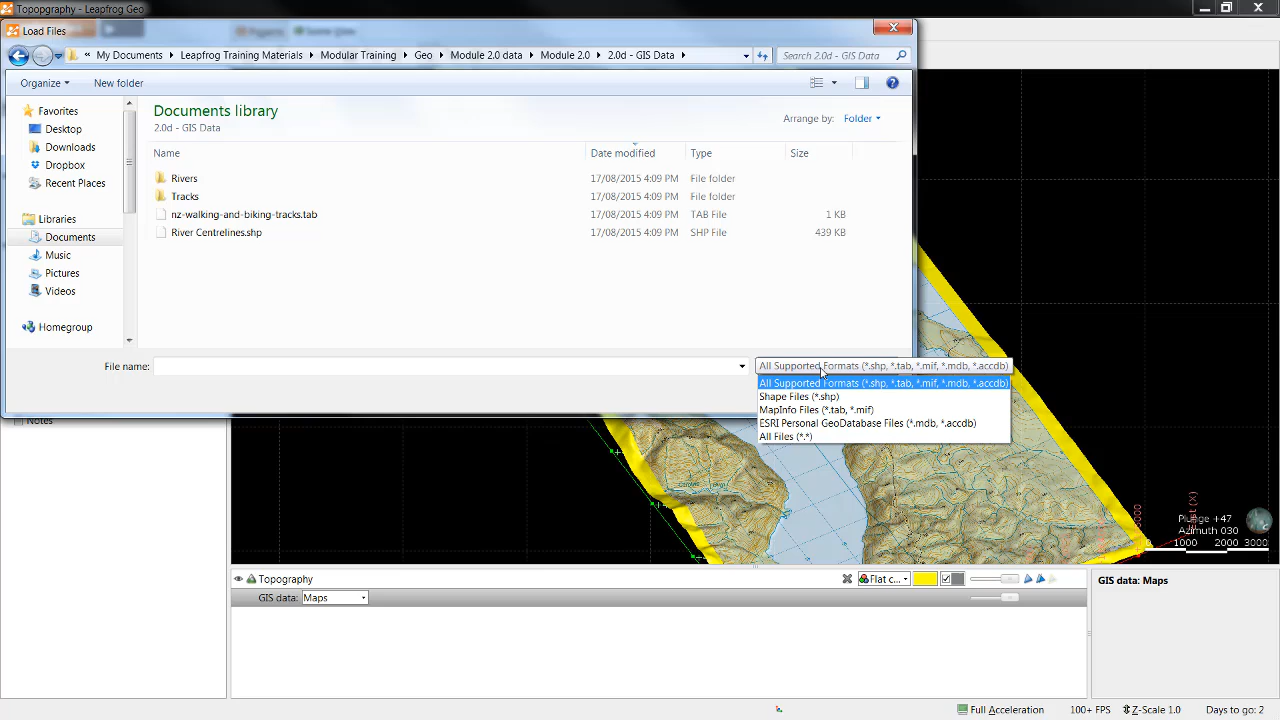 Topopgraphy - Leapfrog Geo
Load Files
« My Documents ▸ Leapfrog Training Materials ▸ Modular Training ▸ Geo ▸ Module 2.0 data ▸ Module 2.0 ▸ 2.0d - GIS Data ▸
Search 2.0d - GIS Data
Organize
New folder
Favorites
Desktop
Downloads
Dropbox
Recent Places
Libraries
Documents
Music
Pictures
Videos
Homegroup
Documents library
2.0d - GIS Data
Arrange by: Folder
Name Date modified Type Size
Rivers 17/08/2015 4:09 PM File folder
Tracks 17/08/2015 4:09 PM File folder
nz-walking-and-biking-tracks.tab 17/08/2015 4:09 PM TAB File 1 KB
River Centrelines.shp 17/08/2015 4:09 PM SHP File 439 KB
File name:
All Supported Formats (*.shp, *.tab, *.mif, *.mdb, *.accdb)
All Supported Formats (*.shp, *.tab, *.mif, *.mdb, *.accdb)
Shape Files (*.shp)
MapInfo Files (*.tab, *.mif)
ESRI Personal GeoDatabase Files (*.mdb, *.accdb)
All Files (*.*)
Notes
East (X)
Plunge +47
Azimuth 030
0 1000 2000 3000
Topography
Flat c...
GIS data: Maps
GIS data: Maps
Full Acceleration
100+ FPS
Z-Scale 1.0
Days to go: 2